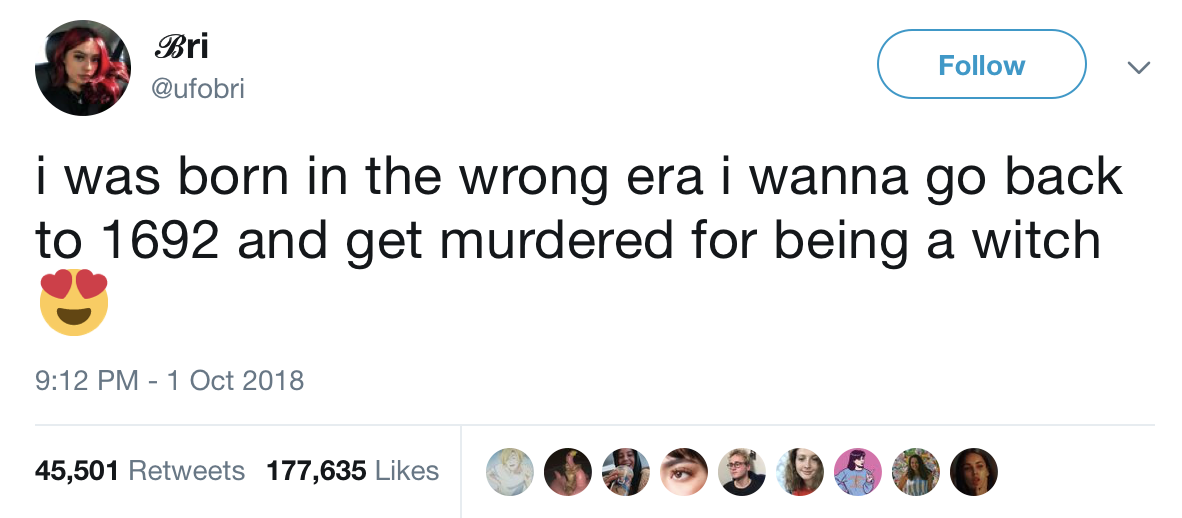 ℬri
@ufobri
Follow
i was born in the wrong era i wanna go back
to 1692 and get murdered for being a witch
😍
9:12 PM - 1 Oct 2018
45,501 Retweets 177,635 Likes